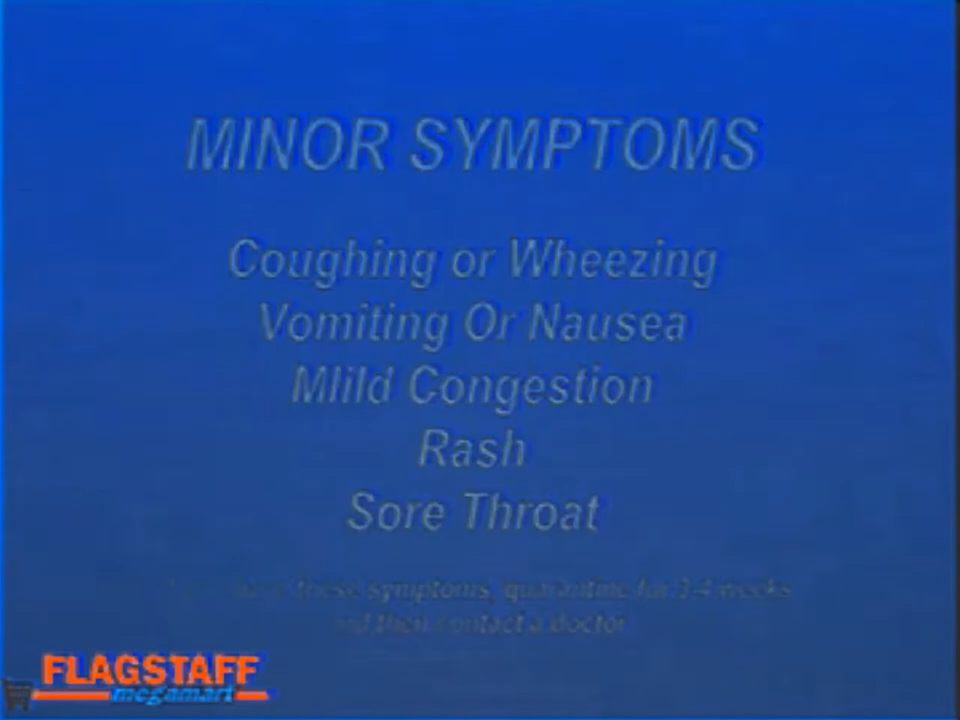 MINOR SYMPTOMS
Coughing or Wheezing
Vomiting Or Nausea
Mlild Congestion
Rash
Sore Throat
these symptoms, quarantine for 3-4 weeks
and then contact a doctor
FLAGSTAFF
megamart